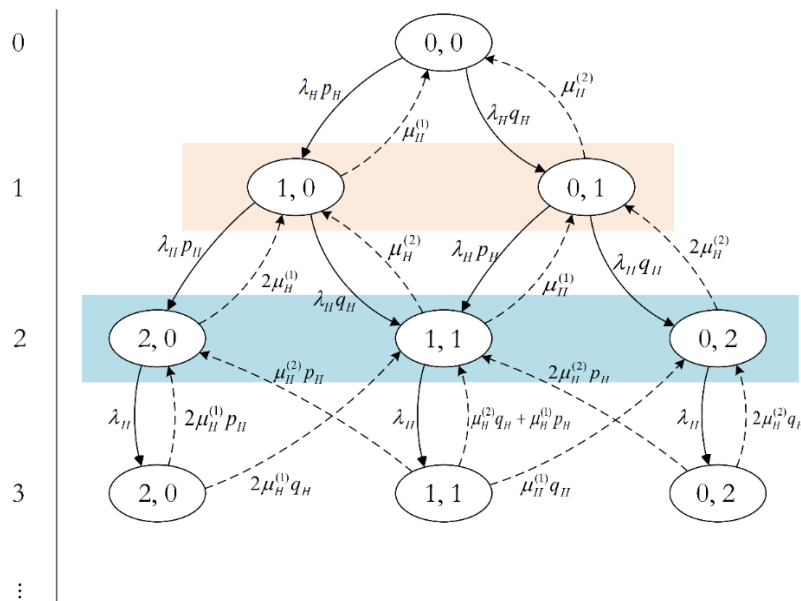 0
0, 0
λ_H p_H
μ_H^(1)
λ_H q_H
μ_H^(2)
1
1, 0
0, 1
λ_H p_H
2μ_H^(1)
λ_H q_H
μ_H^(2)
λ_H p_H
μ_H^(1)
λ_H q_H
2μ_H^(2)
2
2, 0
1, 1
0, 2
μ_H^(2) p_H
2μ_H^(2) p_H
λ_H
2μ_H^(1) p_H
λ_H
μ_H^(2) q_H + μ_H^(1) p_H
λ_H
2μ_H^(2) q_H
3
2, 0
2μ_H^(1) q_H
1, 1
μ_H^(1) q_H
0, 2
⋮